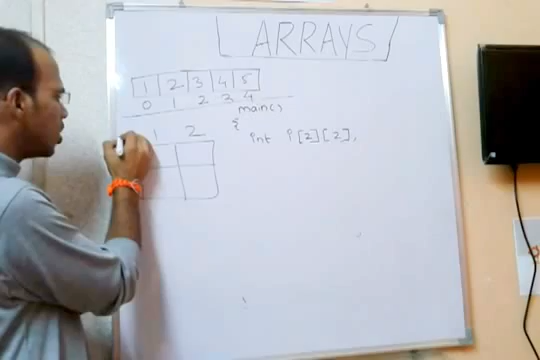 ARRAYS
1 2 3 4 5
0 1 2 3 4
main()
{
1 2
int i[2][2],